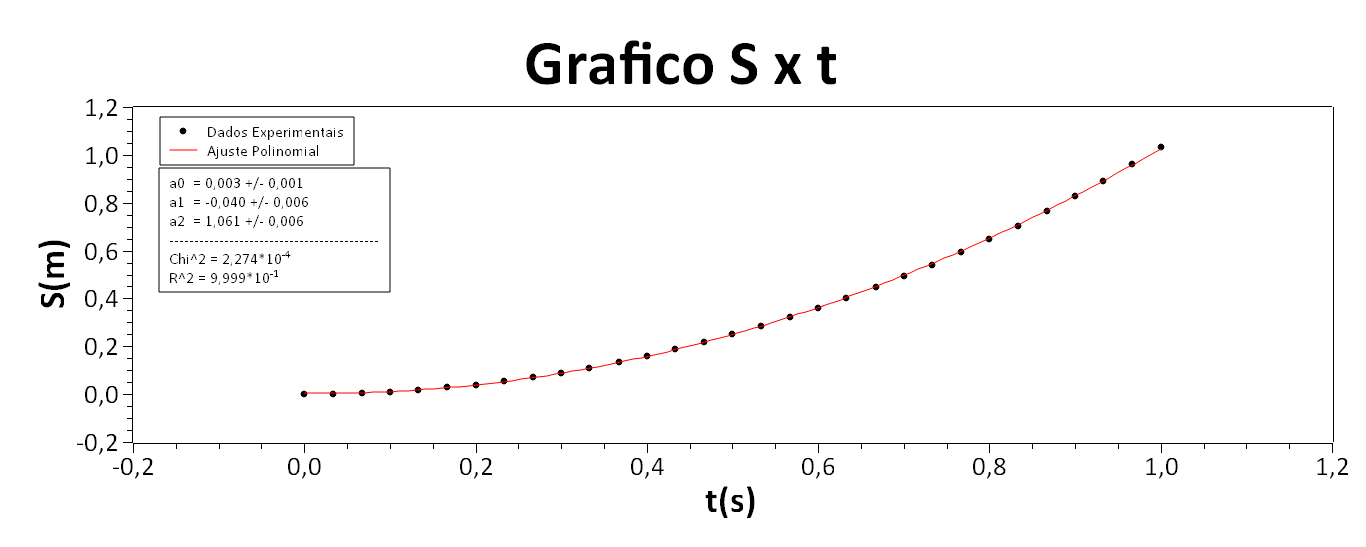 Grafico S x t
Dados Experimentais
Ajuste Polinomial
a0 = 0,003 +/- 0,001
a1 = -0,040 +/- 0,006
a2 = 1,061 +/- 0,006
--------------------------------------
Chi^2 = 2,274*10⁻⁴
R^2 = 9,999*10⁻¹
S(m)
1,2
1,0
0,8
0,6
0,4
0,2
0,0
-0,2
-0,2 0,0 0,2 0,4 0,6 0,8 1,0 1,2
t(s)